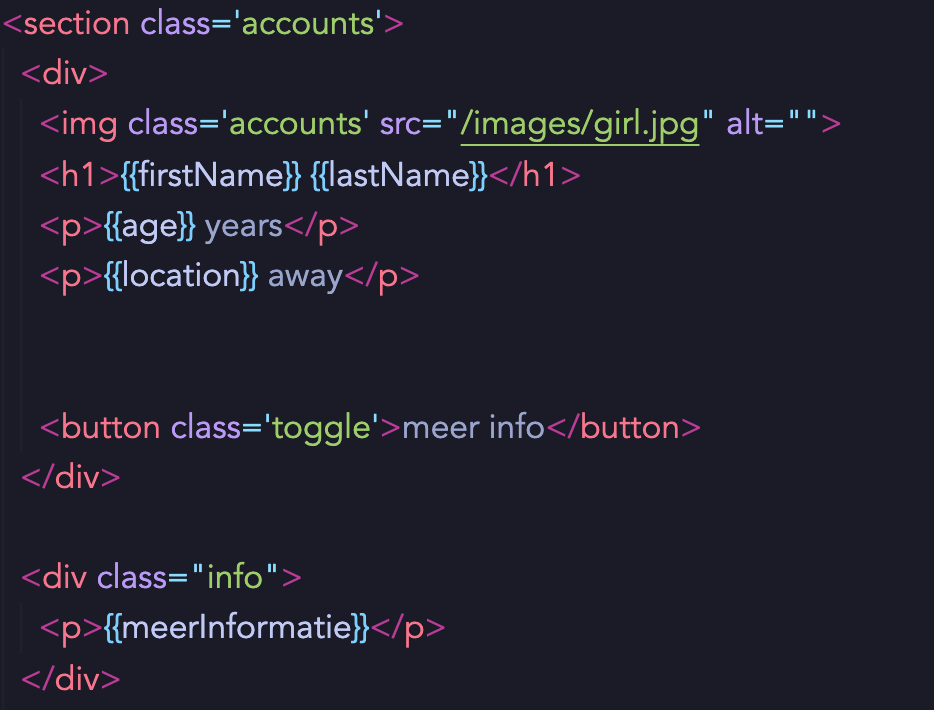 <section class='accounts'>
<div>
<img class='accounts' src="/images/girl.jpg" alt="">
<h1>{{firstName}} {{lastName}}</h1>
<p>{{age}} years</p>
<p>{{location}} away</p>
<button class='toggle'>meer info</button>
</div>
<div class="info">
<p>{{meerInformatie}}</p>
</div>